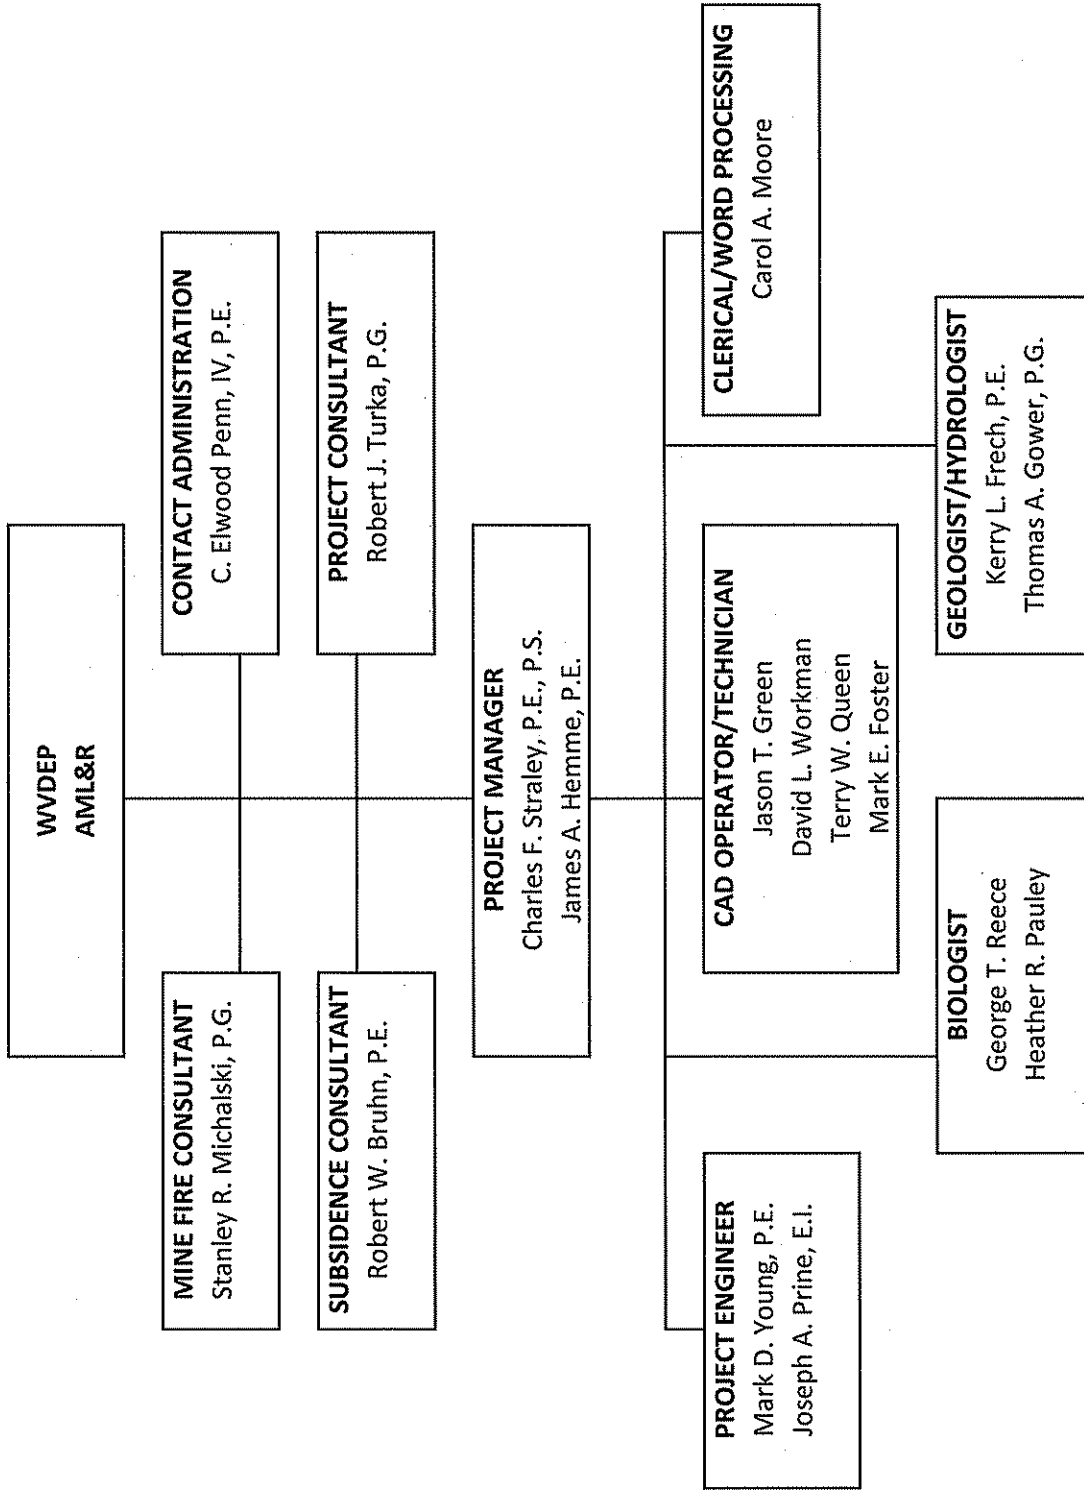 WVDEP
AML&R
MINE FIRE CONSULTANT
Stanley R. Michalski, P.G.
CONTACT ADMINISTRATION
C. Elwood Penn, IV, P.E.
SUBSIDENCE CONSULTANT
Robert W. Bruhn, P.E.
PROJECT CONSULTANT
Robert J. Turka, P.G.
PROJECT MANAGER
Charles F. Straley, P.E., P.S.
James A. Hemme, P.E.
PROJECT ENGINEER
Mark D. Young, P.E.
Joseph A. Prine, E.I.
CAD OPERATOR/TECHNICIAN
Jason T. Green
David L. Workman
Terry W. Queen
Mark E. Foster
CLERICAL/WORD PROCESSING
Carol A. Moore
BIOLOGIST
George T. Reece
Heather R. Pauley
GEOLOGIST/HYDROLOGIST
Kerry L. Frech, P.E.
Thomas A. Gower, P.G.